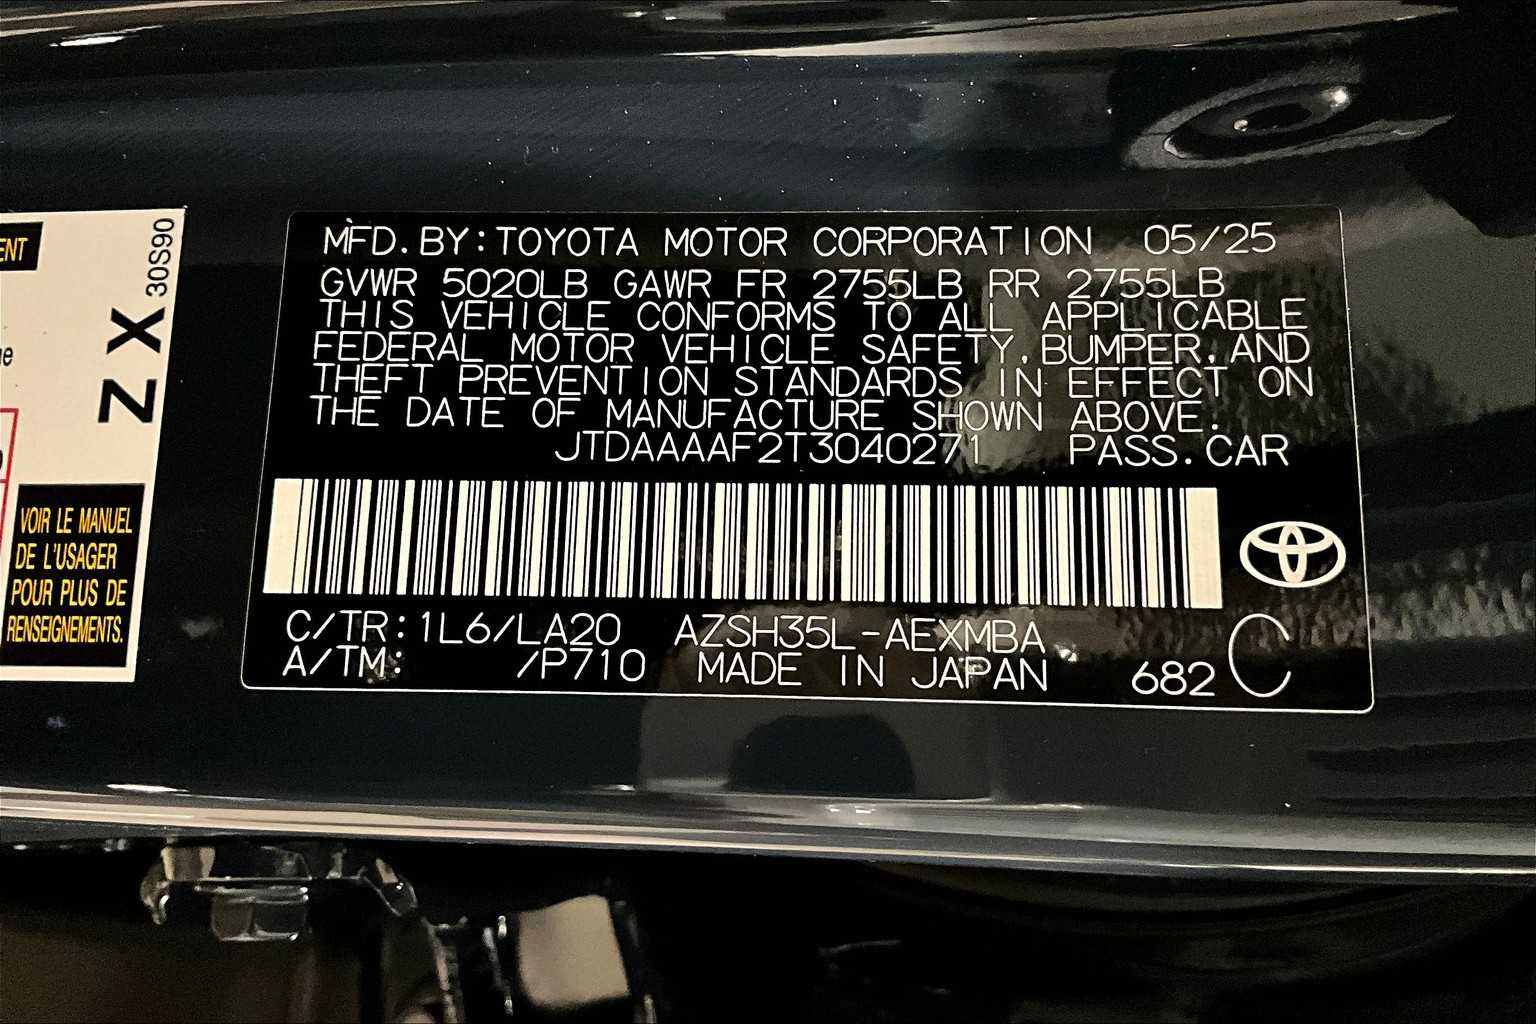 ENT
30S90
ZX
VOIR LE MANUEL
DE L'USAGER
POUR PLUS DE
RENSEIGNEMENTS.
MFD. BY: TOYOTA MOTOR CORPORATION 05/25
GVWR 5020LB GAWR FR 2755LB RR 2755LB
THIS VEHICLE CONFORMS TO ALL APPLICABLE
FEDERAL MOTOR VEHICLE SAFETY, BUMPER, AND
THEFT PREVENTION STANDARDS IN EFFECT ON
THE DATE OF MANUFACTURE SHOWN ABOVE.
JTDAAAAF2T3040271 PASS. CAR
C/TR: 1L6/LA20 AZSH35L-AEXMBA
A/TM: /P710 MADE IN JAPAN 682 C